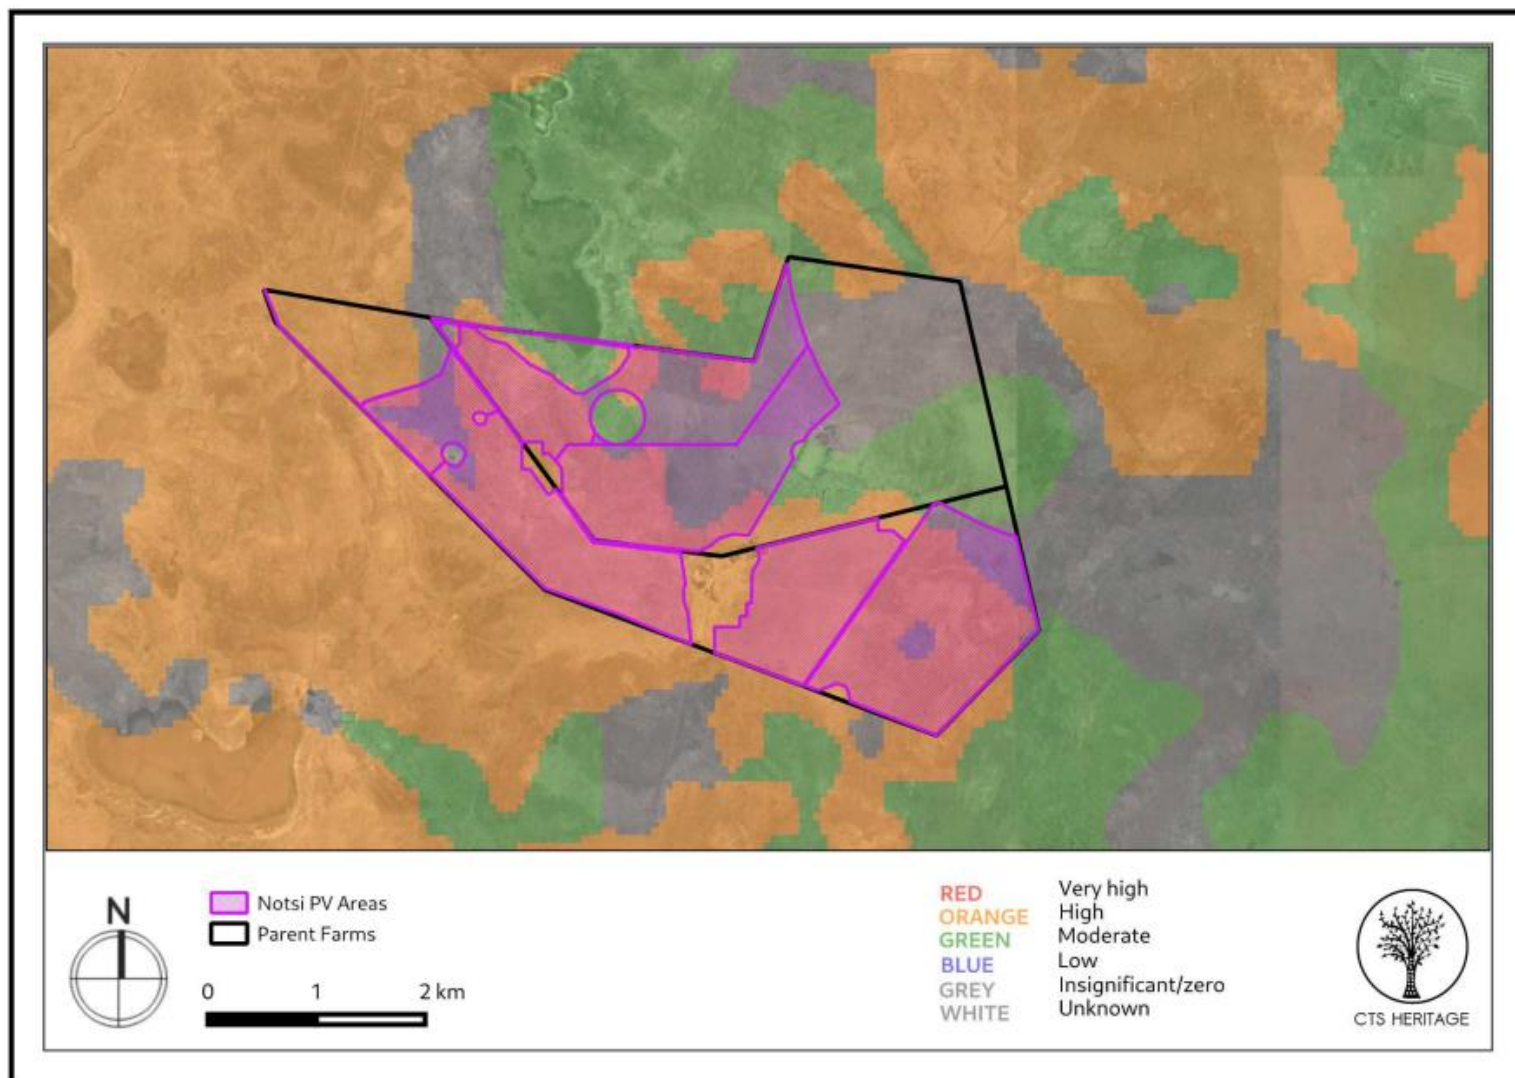 N
Notsi PV Areas
Parent Farms
0 1 2 km
RED Very high
ORANGE High
GREEN Moderate
BLUE Low
GREY Insignificant/zero
WHITE Unknown
CTS HERITAGE